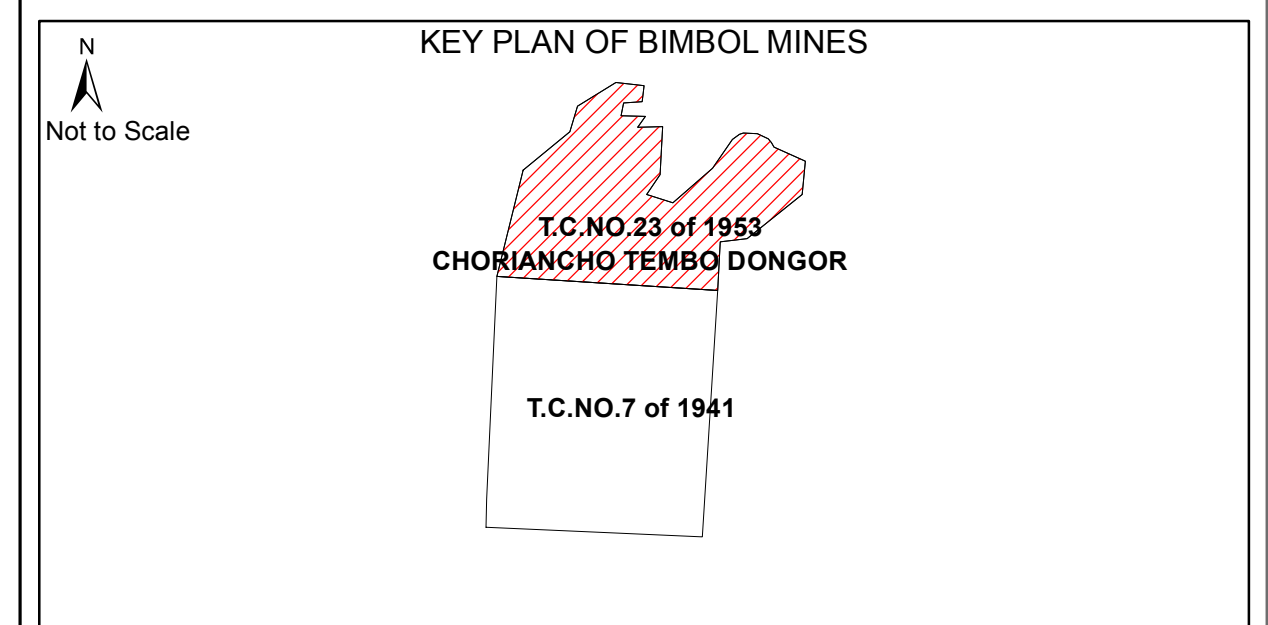 KEY PLAN OF BIMBOL MINES
N
Not to Scale
T.C.NO.23 of 1953
CHORIANCHO TEMBO DONGOR
T.C.NO.7 of 1941